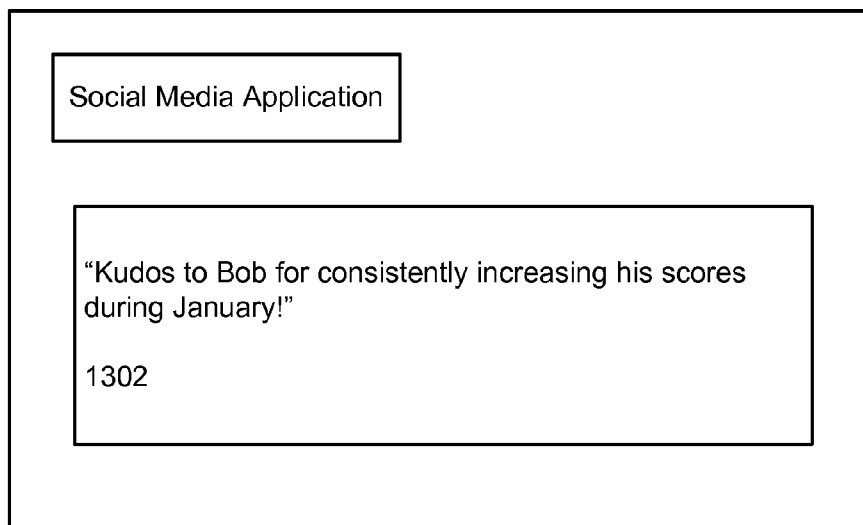 Social Media Application
“Kudos to Bob for consistently increasing his scores
during January!”
1302